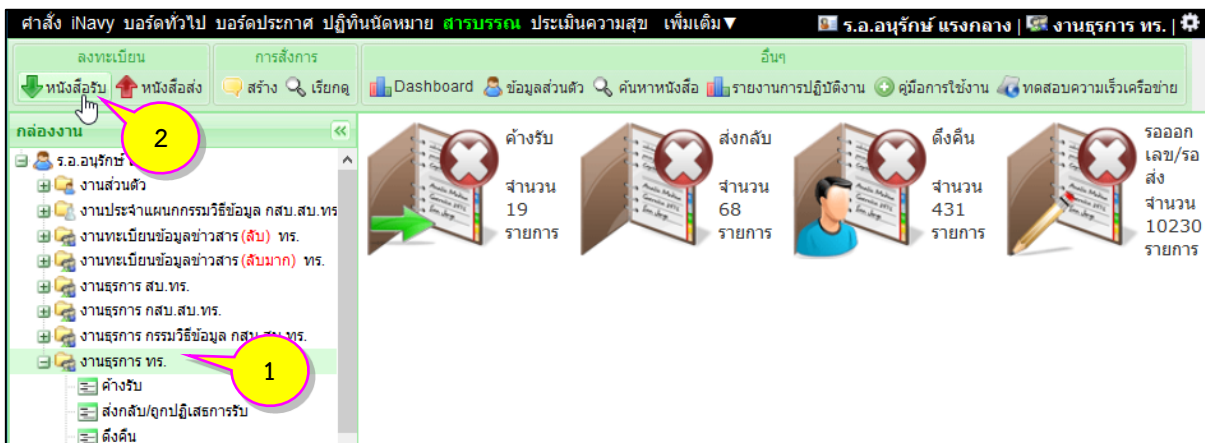 คำสั่ง iNavy บอร์ดทั่วไป บอร์ดประกาศ ปฏิทินนัดหมาย สารบรรณ ประเมินความสุข เพิ่มเติม▼ ร.อ.อนุรักษ์ แรงกลาง | งานธุรการ ทร. |
ลงทะเบียน การสั่งการ อื่นๆ
หนังสือรับ หนังสือส่ง สร้าง เรียกดู Dashboard ข้อมูลส่วนตัว ค้นหาหนังสือ รายงานการปฏิบัติงาน คู่มือการใช้งาน ทดสอบความเร็วเครือข่าย
กล่องงาน
2
ร.อ.อนุรักษ์
งานส่วนตัว
งานประจำแผนกกรรมวิธีข้อมูล กสบ.สบ.ทร
งานทะเบียนข้อมูลข่าวสาร(ลับ) ทร.
งานทะเบียนข้อมูลข่าวสาร(ลับมาก) ทร.
งานธุรการ สบ.ทร.
งานธุรการ กสบ.สบ.ทร.
งานธุรการ กรรมวิธีข้อมูล กสบ.สบ.ทร.
งานธุรการ ทร.
1
ค้างรับ
ส่งกลับ/ถูกปฏิเสธการรับ
ดึงคืน
ค้างรับ
จำนวน
19
รายการ
ส่งกลับ
จำนวน
68
รายการ
ดึงคืน
จำนวน
431
รายการ
รอออก
เลข/รอ
ส่ง
จำนวน
10230
รายการ